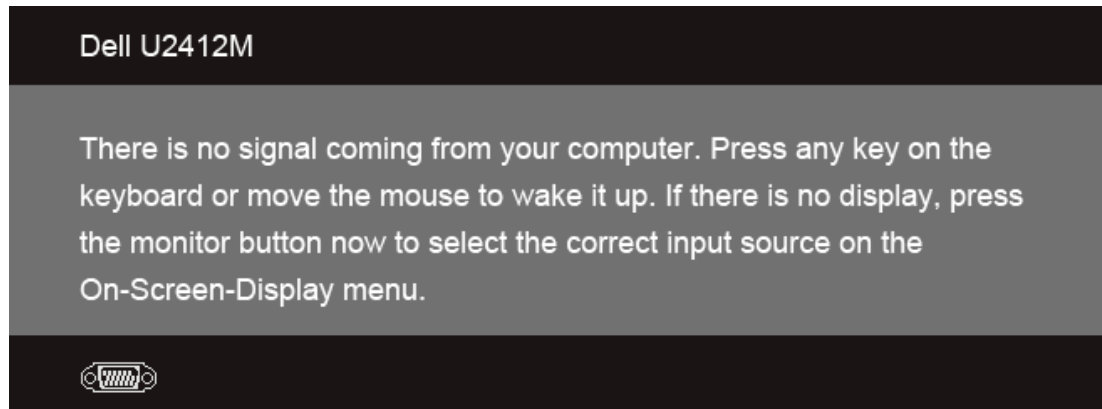 Dell U2412M
There is no signal coming from your computer. Press any key on the
keyboard or move the mouse to wake it up. If there is no display, press
the monitor button now to select the correct input source on the
On-Screen-Display menu.